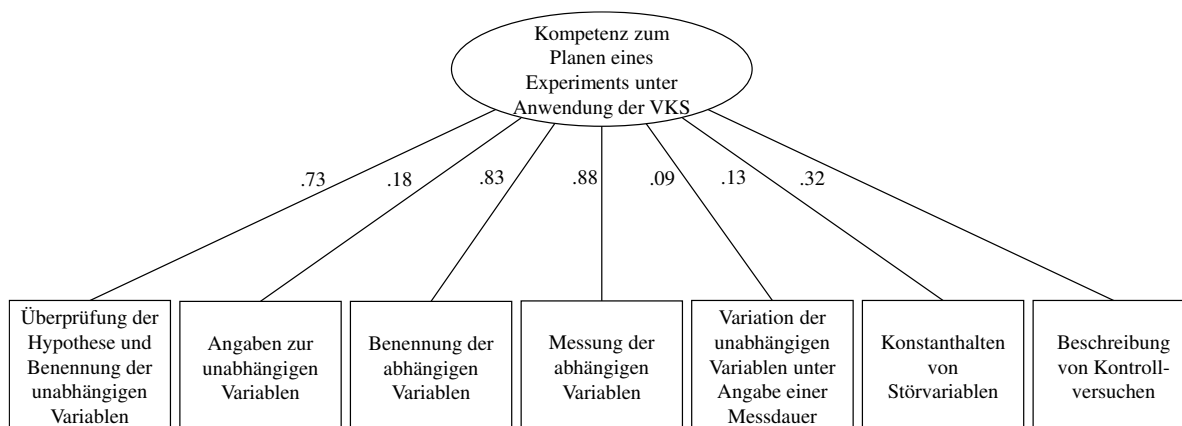 Kompetenz zum
Planen eines
Experiments unter
Anwendung der VKS
.73
.18
.83
.88
.09
.13
.32
Überprüfung der
Hypothese und
Benennung der
unabhängigen
Variablen
Angaben zur
unabhängigen
Variablen
Benennung der
abhängigen
Variablen
Messung der
abhängigen
Variablen
Variation der
unabhängigen
Variablen unter
Angabe einer
Messdauer
Konstanthalten
von
Störvariablen
Beschreibung
von Kontroll-
versuchen